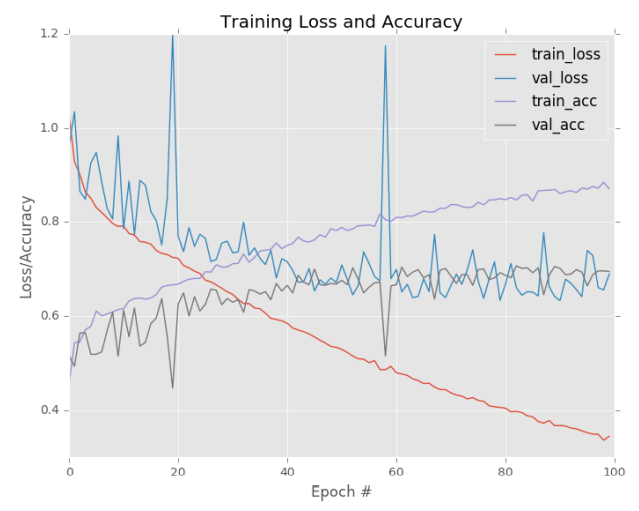 Training Loss and Accuracy
1.2
train_loss
val_loss
train_acc
val_acc
1.0
0.8
0.6
0.4
Loss/Accuracy
0 20 40 60 80 100
Epoch #